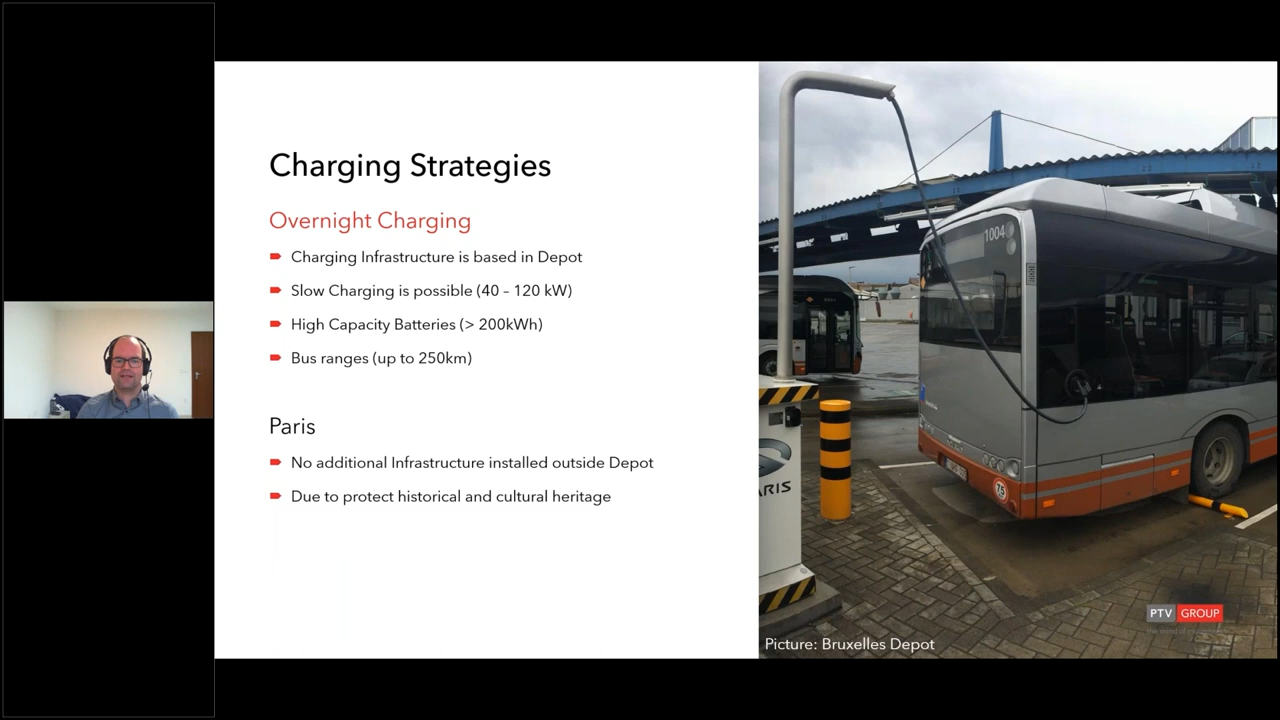 Charging Strategies
Overnight Charging
Charging Infrastructure is based in Depot
Slow Charging is possible (40 – 120 kW)
High Capacity Batteries (> 200kWh)
Bus ranges (up to 250km)
Paris
No additional Infrastructure installed outside Depot
Due to protect historical and cultural heritage
1004
ARIS
75
PTV GROUP
Picture: Bruxelles Depot